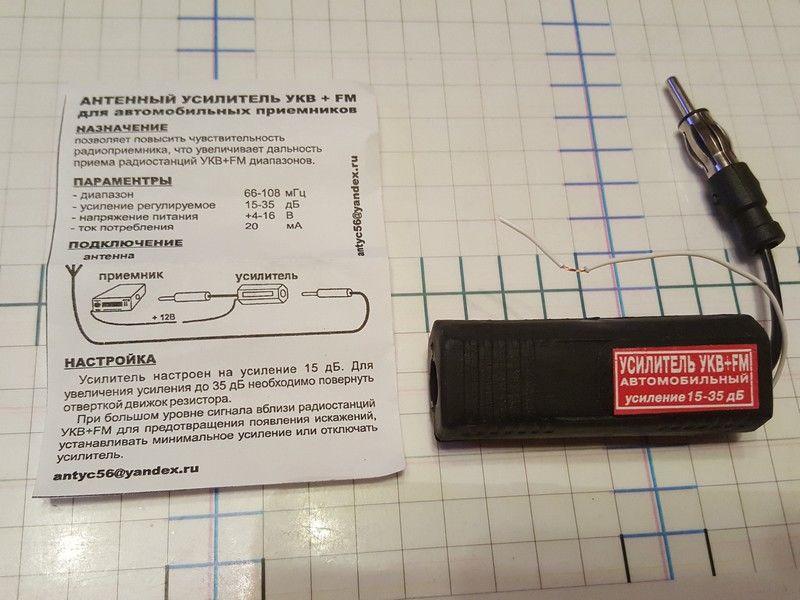 АНТЕННЫЙ УСИЛИТЕЛЬ УКВ + FM
для автомобильных приемников
НАЗНАЧЕНИЕ
позволяет повысить чувствительность
радиоприемника, что увеличивает дальность
приема радиостанций УКВ+FM диапазонов.
ПАРАМЕТРЫ
- диапазон 66-108 мГц
- усиление регулируемое 15-35 дБ
- напряжение питания +4-16 В
- ток потребления 20 мА
antyc56@yandex.ru
ПОДКЛЮЧЕНИЕ
антенна
приемник усилитель
+ 12В
НАСТРОЙКА
Усилитель настроен на усиление 15 дБ. Для
увеличения усиления до 35 дБ необходимо повернуть
отверткой движок резистора.
При большом уровне сигнала вблизи радиостанций
УКВ+FM для предотвращения появления искажений,
устанавливать минимальное усиление или отключать
усилитель.
antyc56@yandex.ru
УСИЛИТЕЛЬ УКВ+FM
АВТОМОБИЛЬНЫЙ
усиление 15-35 дБ